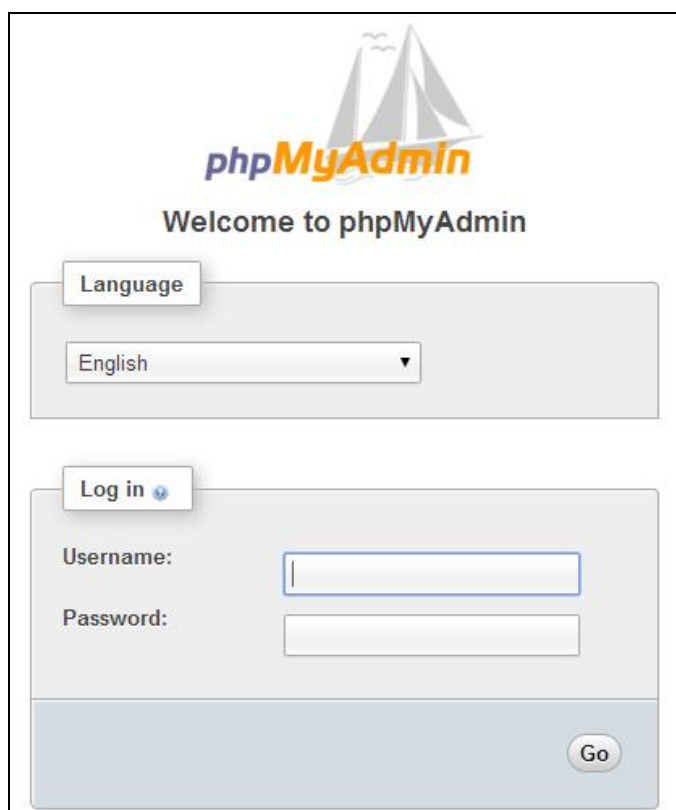 phpMyAdmin
Welcome to phpMyAdmin
Language
English
Log in
Username:
Password:
Go